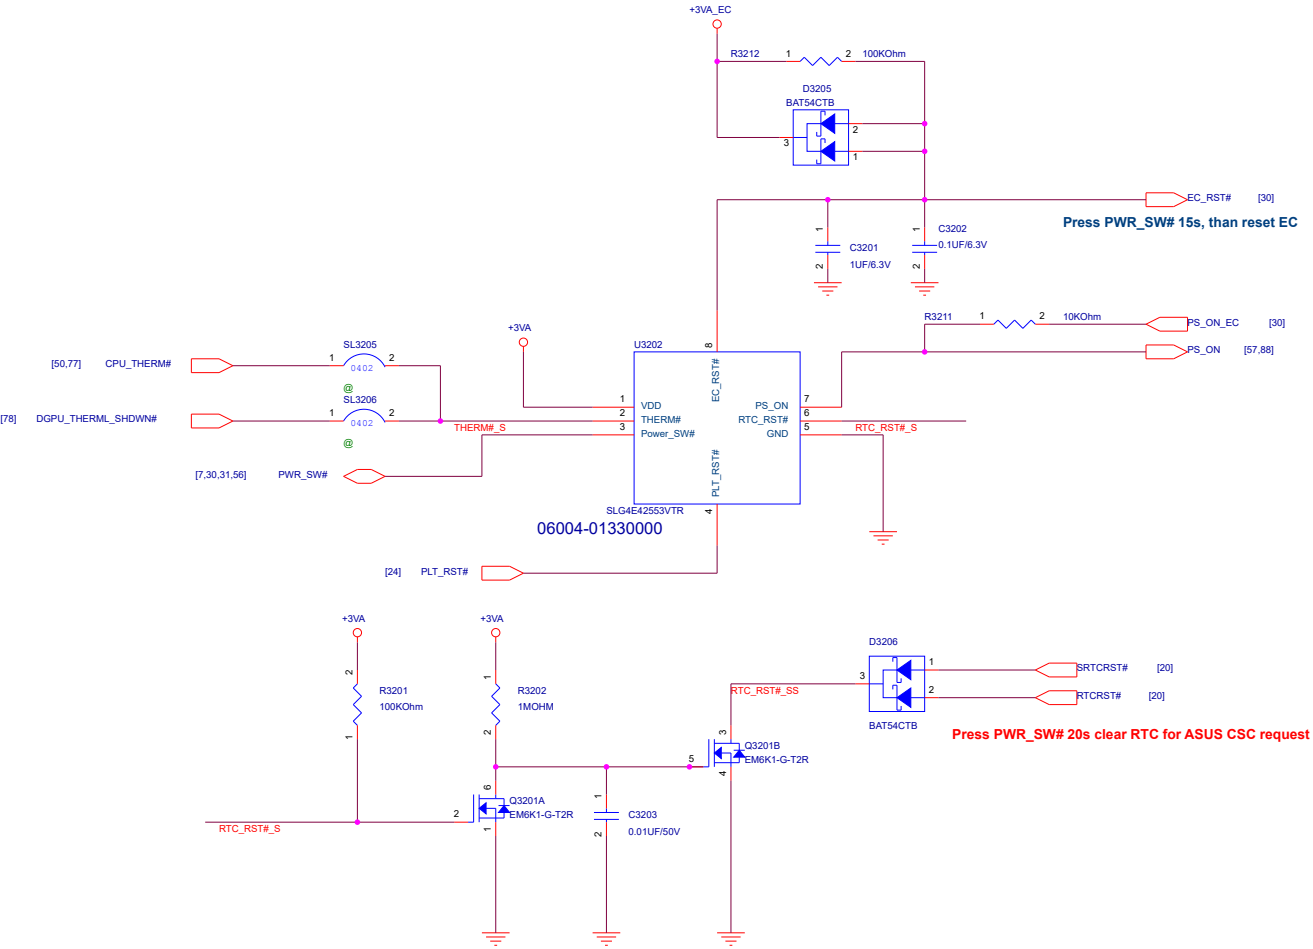 +3VA_EC
R3212 1 2 100KOhm
D3205
BAT54CTB
2
3
1
EC_RST# [30]
Press PWR_SW# 15s, than reset EC
1 1
C3202
0.1UF/6.3V
C3201
1UF/6.3V
2 2
R3211 1 2 10KOhm
PS_ON_EC [30]
PS_ON [57,88]
+3VA
SL3205
1 2
0402
@
[50,77] CPU_THERM#
SL3206
1 2
0402
@
[78] DGPU_THERML_SHDWN#
THERM#_S
[7,30,31,56] PWR_SW#
U3202
8
EC_RST#
1 VDD
2 THERM#
3 Power_SW#
PS_ON 7
RTC_RST# 6
GND 5
RTC_RST#_S
PLT_RST#
4
SLG4E42553VTR
06004-01330000
[24] PLT_RST#
+3VA
+3VA
2
R3201
100KOhm
1
1
R3202
1MOHM
2
D3206
1
3
2
BAT54CTB
SRTCRST# [20]
RTCRST# [20]
RTC_RST#_SS
Press PWR_SW# 20s clear RTC for ASUS CSC request
3
5
Q3201B
EM6K1-G-T2R
4
6
2
Q3201A
EM6K1-G-T2R
1
1
C3203
0.01UF/50V
2
RTC_RST#_S